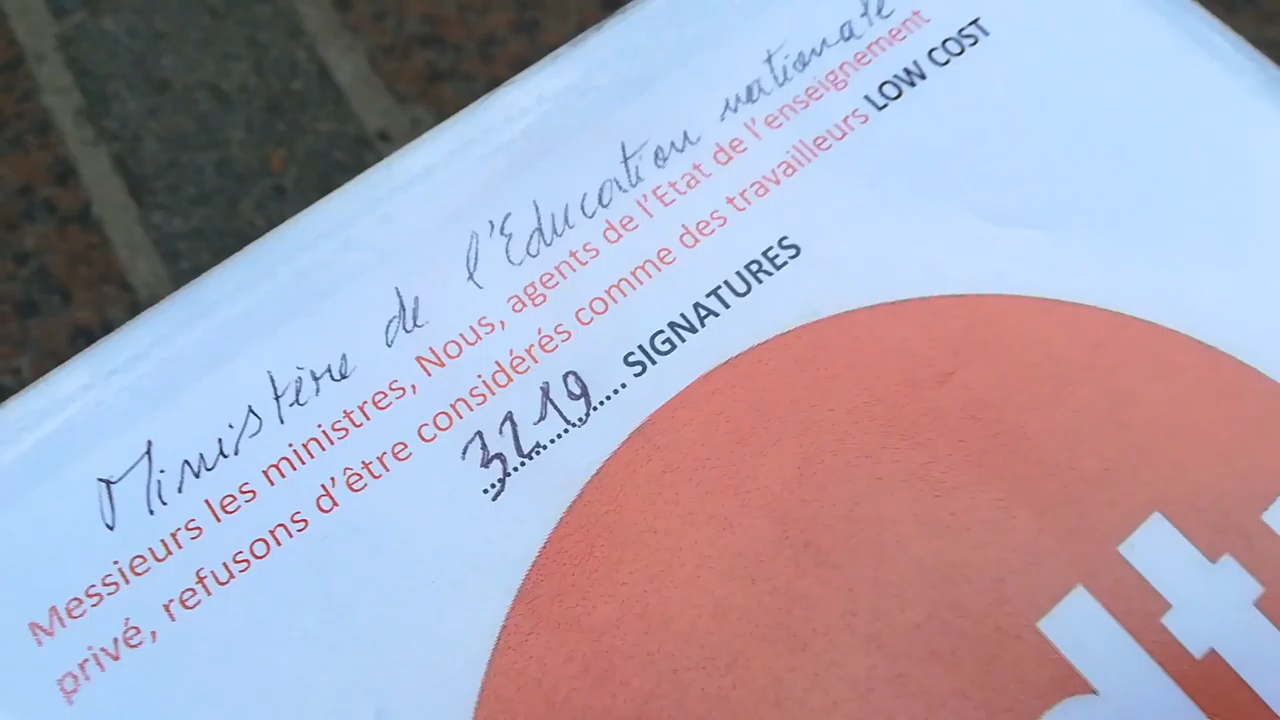 Ministère de l'Education nationale
Messieurs les ministres, Nous, agents de l'Etat de l'enseignement
privé, refusons d'être considérés comme des travailleurs LOW COST
3219 SIGNATURES
dt